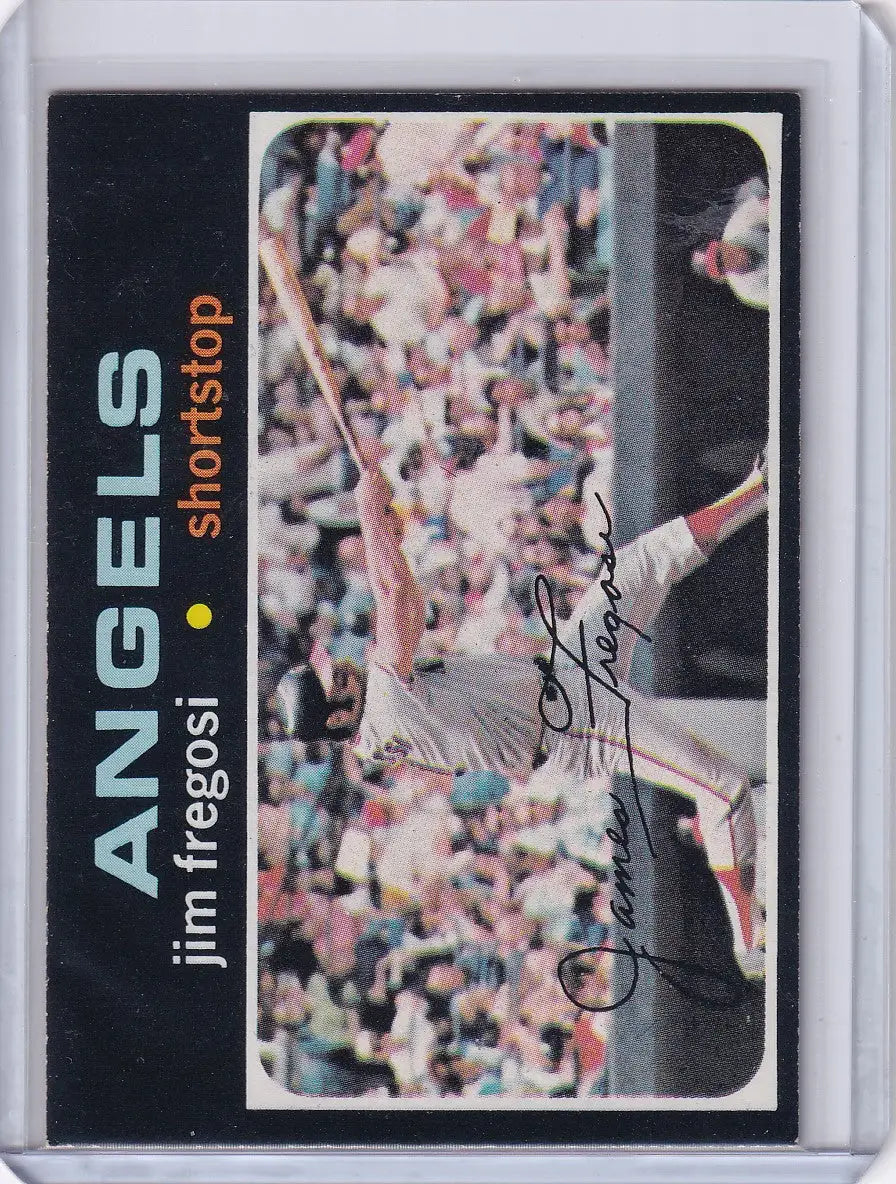 ANGELS
jim fregosi • shortstop
James Fregosi